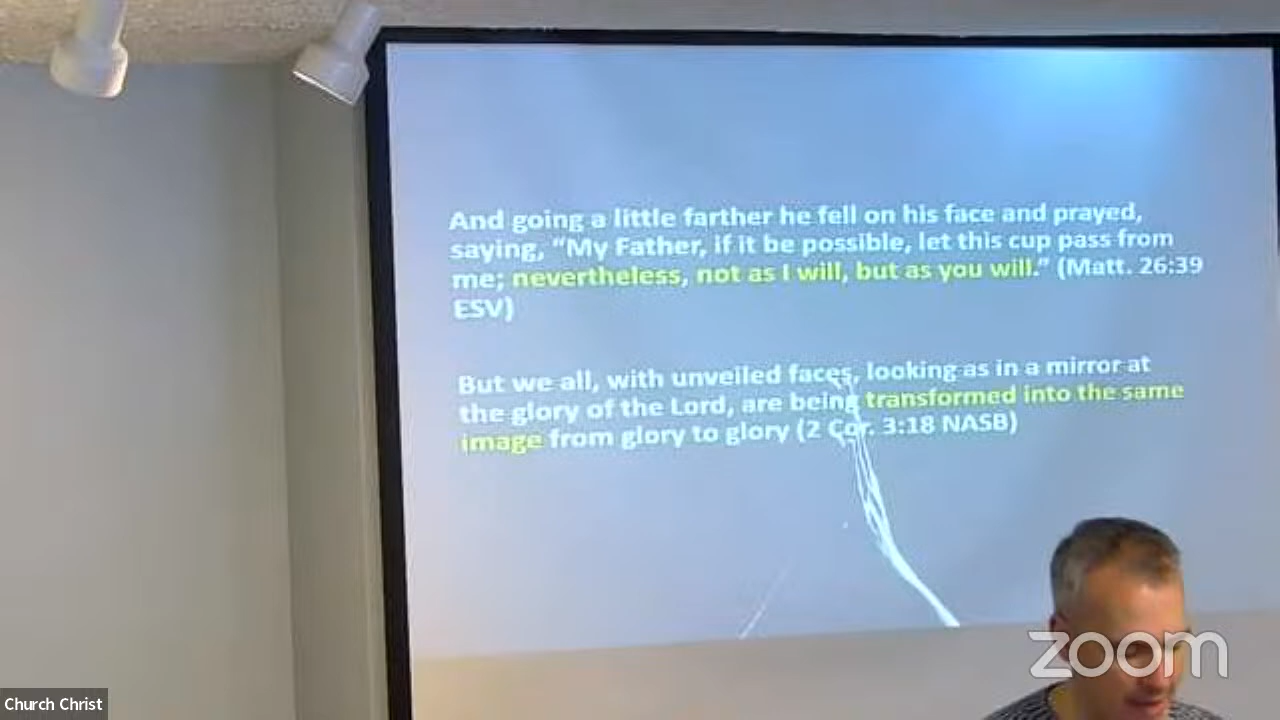 And going a little farther he fell on his face and prayed,
saying, “My Father, if it be possible, let this cup pass from
me; nevertheless, not as I will, but as you will.” (Matt. 26:39
ESV)
But we all, with unveiled faces, looking as in a mirror at
the glory of the Lord, are being transformed into the same
image from glory to glory (2 Cor. 3:18 NASB)
zoom
Church Christ